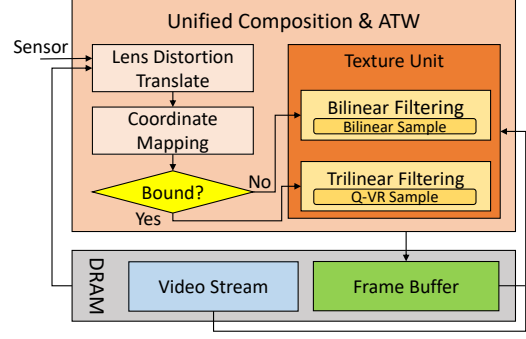 Unified Composition & ATW
Sensor
Lens Distortion
Translate
Texture Unit
Coordinate
Mapping
Bilinear Filtering
Bilinear Sample
Bound?
No
Yes
Trilinear Filtering
Q-VR Sample
DRAM
Video Stream
Frame Buffer